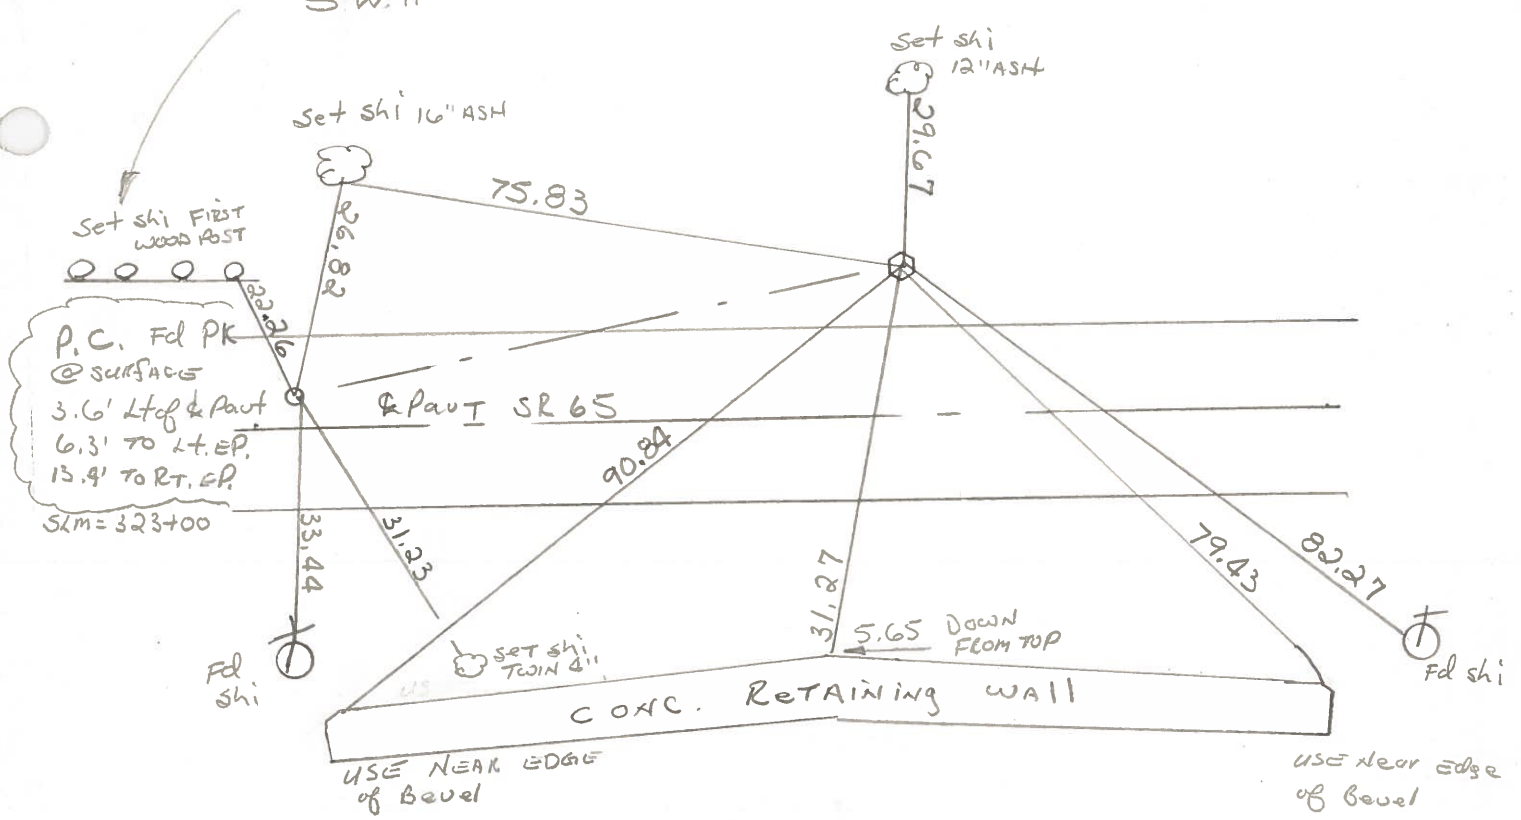 S.W.
Set shi
12" ASH
29.67
Set shi 16" ASH
75.83
26.82
Set shi FIRST
WOOD POST
22.26
P.C. Fd PK
@ SURFACE
3.6' Lt of ℄ Pavt
6.3' TO Lt. EP.
13.4' TO RT. EP.
SLM = 323+00
℄ PavT SR 65
90.84
33.44
31.23
31.27
79.43
82.27
5.65 DOWN
FROM TOP
Fd
shi
SET shi
TWIN 4"
Fd shi
CONC. RETAINING WALL
USE NEAR EDGE
of Bevel
USE Near Edge
of Bevel